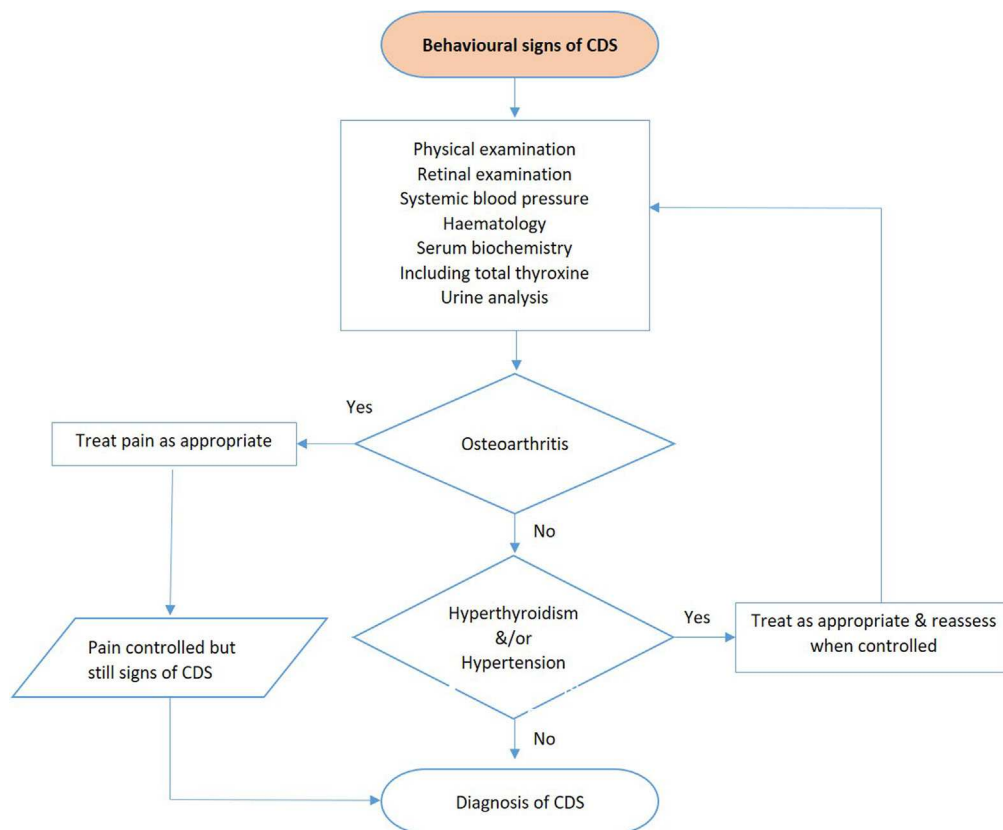 Behavioural signs of CDS
Physical examination
Retinal examination
Systemic blood pressure
Haematology
Serum biochemistry
Including total thyroxine
Urine analysis
Yes
Treat pain as appropriate
Osteoarthritis
No
Hyperthyroidism
&/or
Hypertension
Yes
Treat as appropriate & reassess
when controlled
Pain controlled but
still signs of CDS
No
Diagnosis of CDS